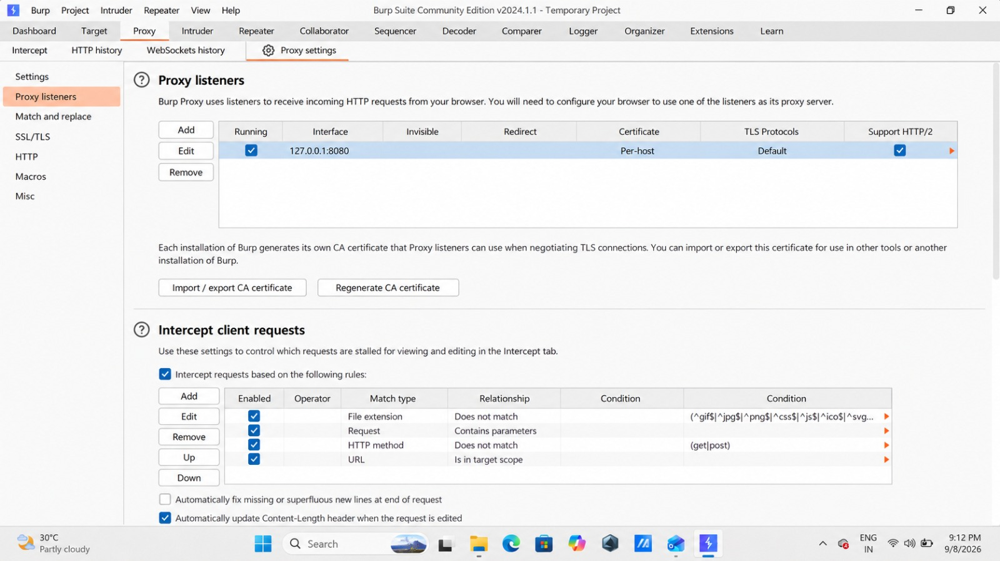 Burp Project Intruder Repeater View Help
Burp Suite Community Edition v2024.1.1 - Temporary Project
Dashboard Target Proxy Intruder Repeater Collaborator Sequencer Decoder Comparer Logger Organizer Extensions Learn
Intercept HTTP history WebSockets history Proxy settings
Settings
Proxy listeners
Match and replace
SSL/TLS
HTTP
Macros
Misc
? Proxy listeners
Burp Proxy uses listeners to receive incoming HTTP requests from your browser. You will need to configure your browser to use one of the listeners as its proxy server.
Add
Edit
Remove
Running Interface Invisible Redirect Certificate TLS Protocols Support HTTP/2
127.0.0.1:8080 Per-host Default
Each installation of Burp generates its own CA certificate that Proxy listeners can use when negotiating TLS connections. You can import or export this certificate for use in other tools or another
installation of Burp.
Import / export CA certificate Regenerate CA certificate
? Intercept client requests
Use these settings to control which requests are stalled for viewing and editing in the Intercept tab.
Intercept requests based on the following rules:
Add
Edit
Remove
Up
Down
Enabled Operator Match type Relationship Condition Condition
File extension Does not match (^gif$|^jpg$|^png$|^css$|^js$|^ico$|^svg...
Request Contains parameters
HTTP method Does not match (get|post)
URL Is in target scope
Automatically fix missing or superfluous new lines at end of request
Automatically update Content-Length header when the request is edited
30°C
Partly cloudy
Search
ENG
IN
9:12 PM
9/8/2026